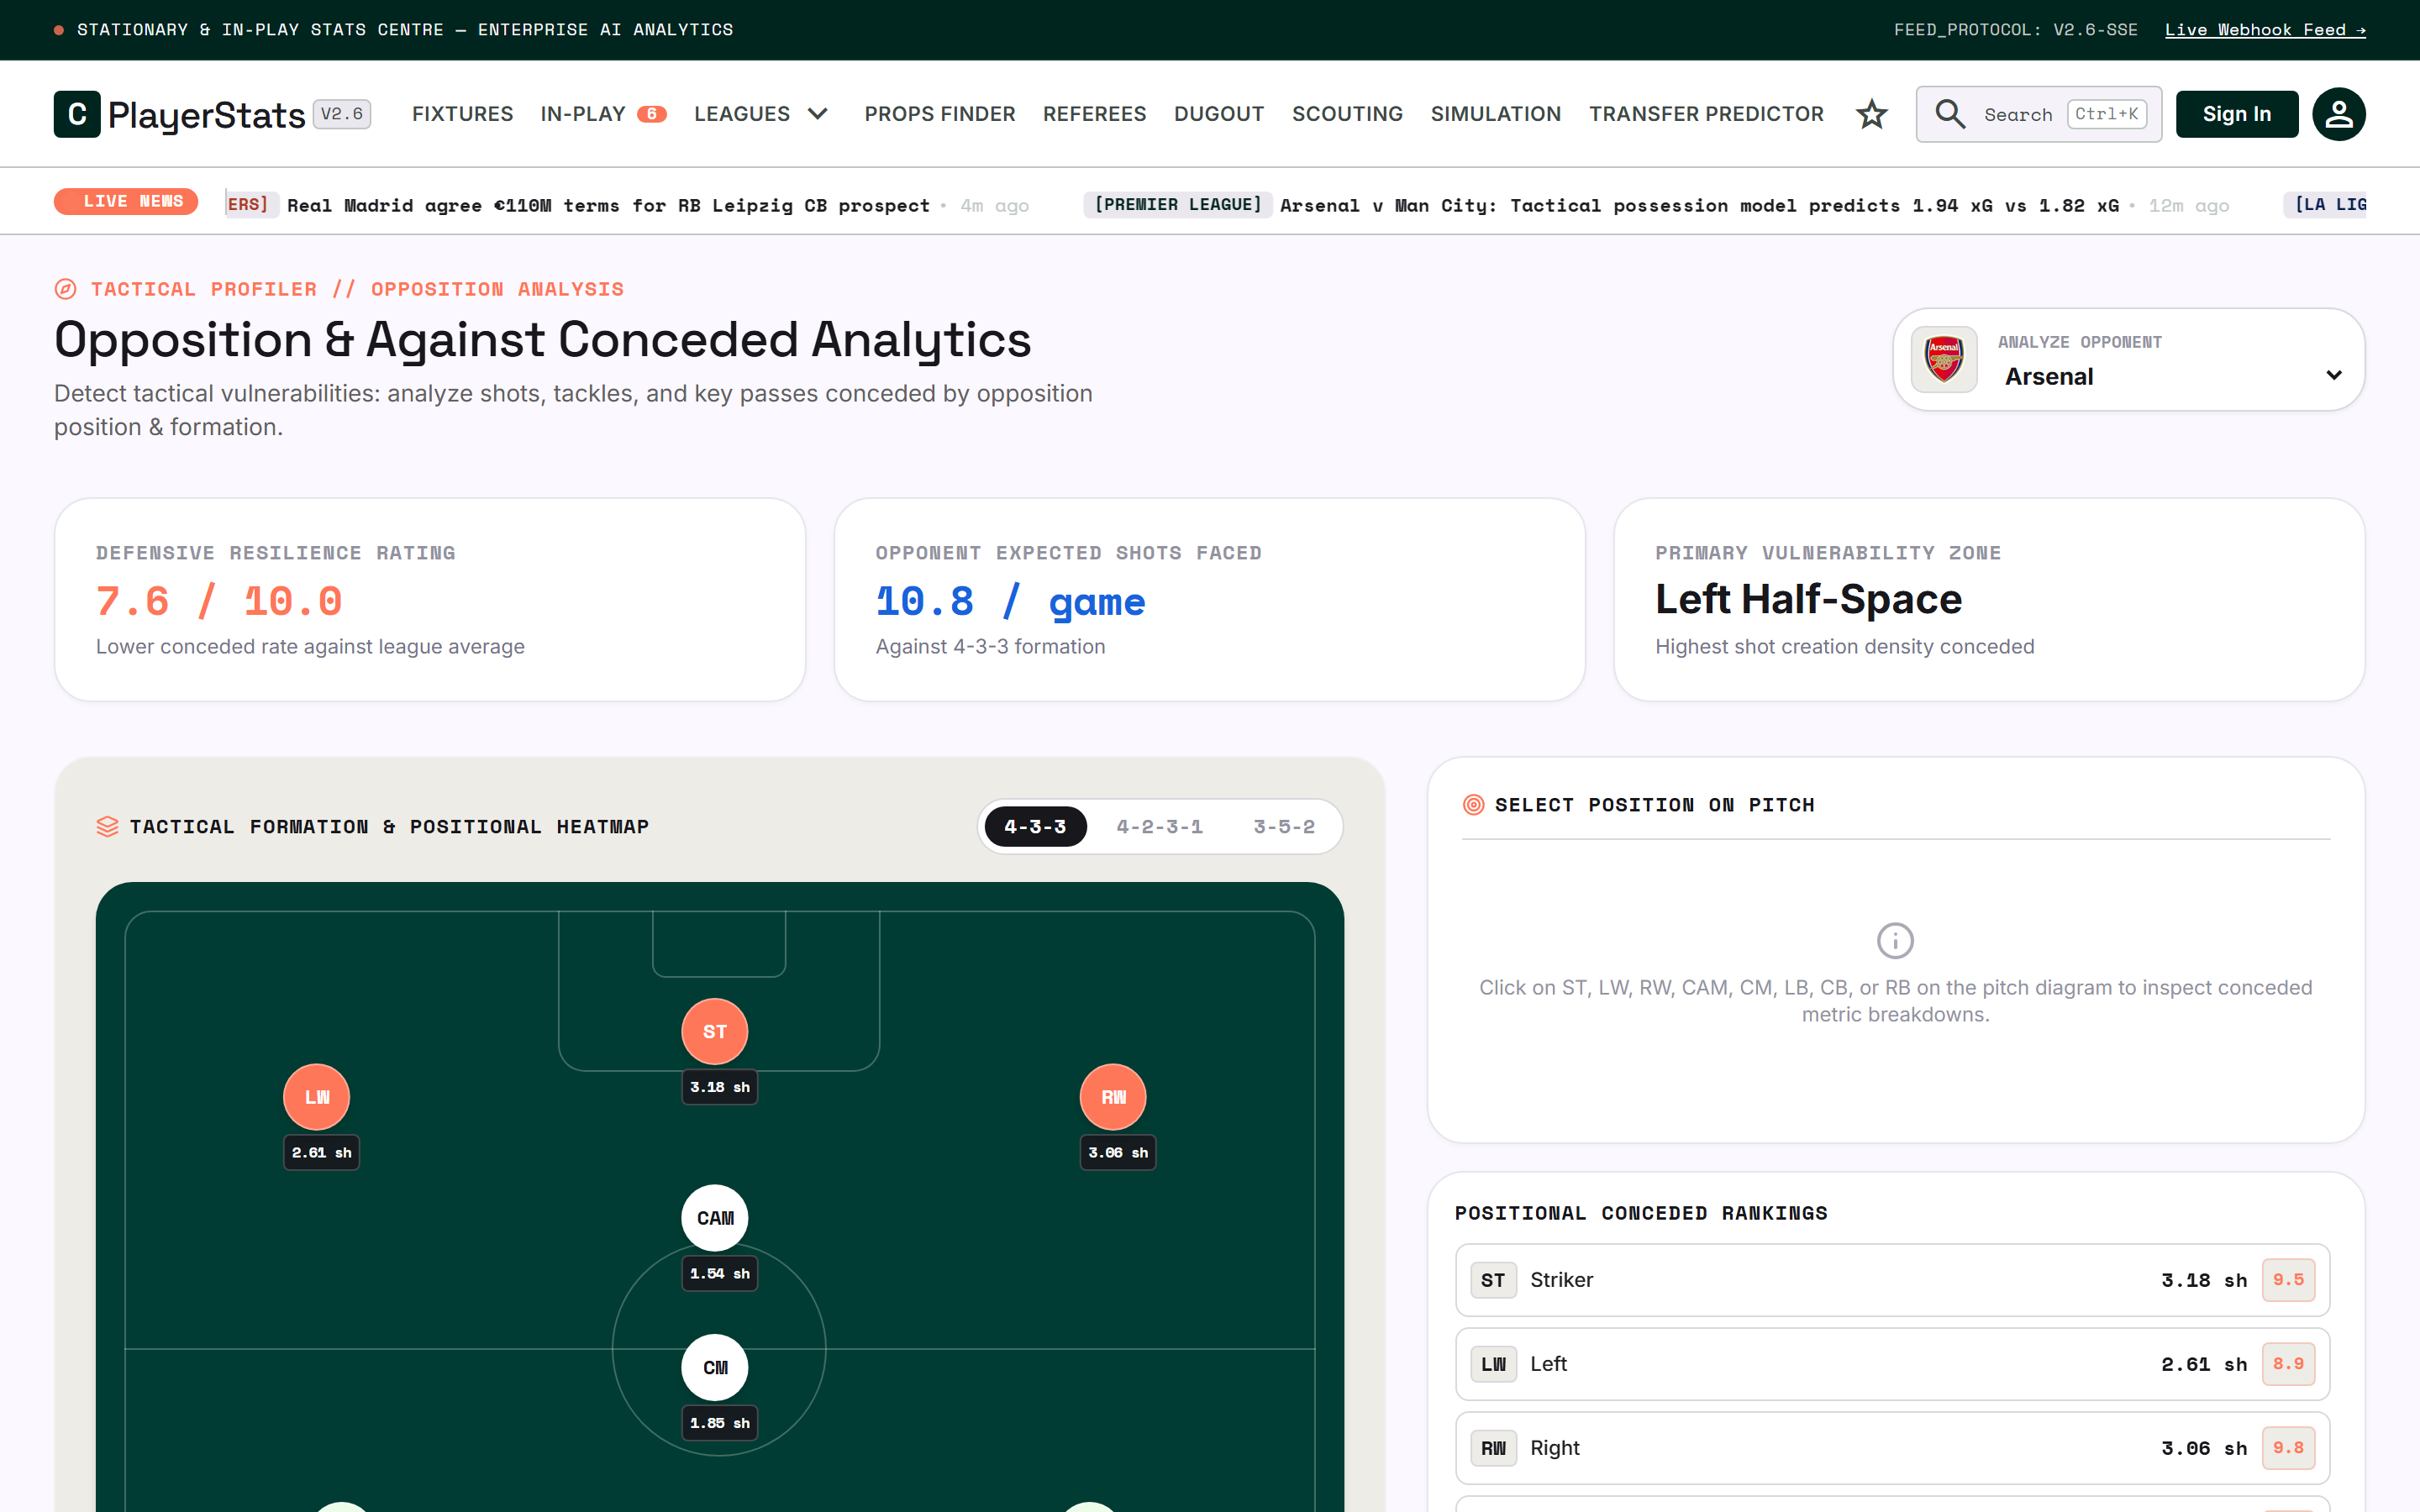 STATIONARY & IN-PLAY STATS CENTRE — ENTERPRISE AI ANALYTICS
FEED_PROTOCOL: V2.6-SSE Live Webhook Feed →
C PlayerStats V2.6 FIXTURES IN-PLAY 6 LEAGUES PROPS FINDER REFEREES DUGOUT SCOUTING SIMULATION TRANSFER PREDICTOR Search Ctrl+K Sign In
LIVE NEWS ERS] Real Madrid agree €110M terms for RB Leipzig CB prospect • 4m ago [PREMIER LEAGUE] Arsenal v Man City: Tactical possession model predicts 1.94 xG vs 1.82 xG • 12m ago [LA LIG
TACTICAL PROFILER // OPPOSITION ANALYSIS
Opposition & Against Conceded Analytics
Detect tactical vulnerabilities: analyze shots, tackles, and key passes conceded by opposition
position & formation.
Arsenal
ANALYZE OPPONENT
Arsenal
DEFENSIVE RESILIENCE RATING
7.6 / 10.0
Lower conceded rate against league average
OPPONENT EXPECTED SHOTS FACED
10.8 / game
Against 4-3-3 formation
PRIMARY VULNERABILITY ZONE
Left Half-Space
Highest shot creation density conceded
TACTICAL FORMATION & POSITIONAL HEATMAP
4-3-3 4-2-3-1 3-5-2
ST
3.18 sh
LW
2.61 sh
RW
3.06 sh
CAM
1.54 sh
CM
1.85 sh
SELECT POSITION ON PITCH
Click on ST, LW, RW, CAM, CM, LB, CB, or RB on the pitch diagram to inspect conceded
metric breakdowns.
POSITIONAL CONCEDED RANKINGS
ST Striker 3.18 sh 9.5
LW Left 2.61 sh 8.9
RW Right 3.06 sh 9.8